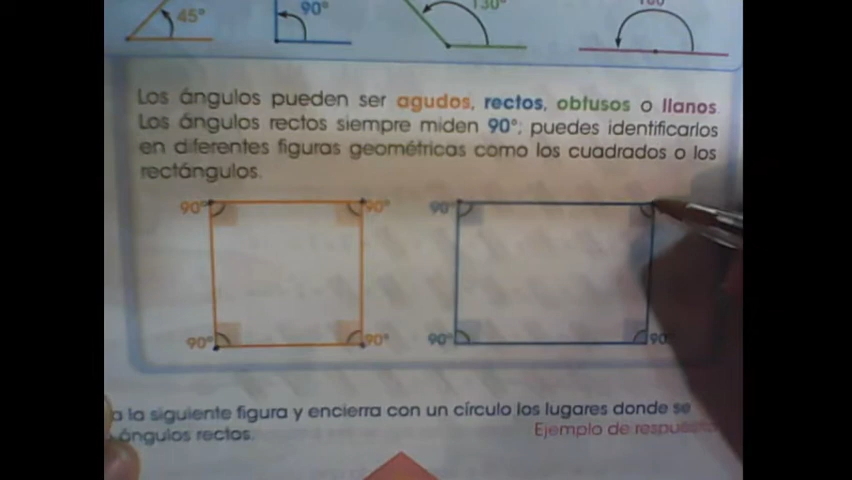 45° 90° 130° 180°
Los ángulos pueden ser agudos, rectos, obtusos o llanos.
Los ángulos rectos siempre miden 90°; puedes identificarlos
en diferentes figuras geométricas como los cuadrados o los
rectángulos.
90° 90° 90
90° 90° 90° 90
a la siguiente figura y encierra con un círculo los lugares donde se
ángulos rectos.
Ejemplo de respuesta